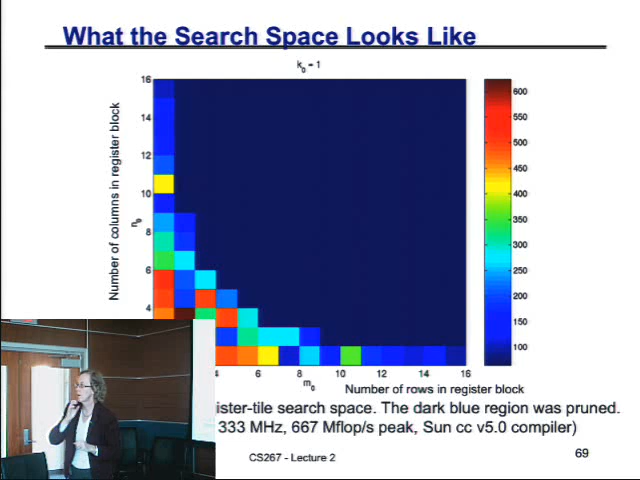 What the Search Space Looks Like
k0 = 1
Number of columns in register block
n0
16
14
12
10
8
6
4
600
550
500
450
400
350
300
250
200
150
100
4 6 8 10 12 14 16
m0
Number of rows in register block
ister-tile search space. The dark blue region was pruned.
333 MHz, 667 Mflop/s peak, Sun cc v5.0 compiler)
CS267 - Lecture 2
69